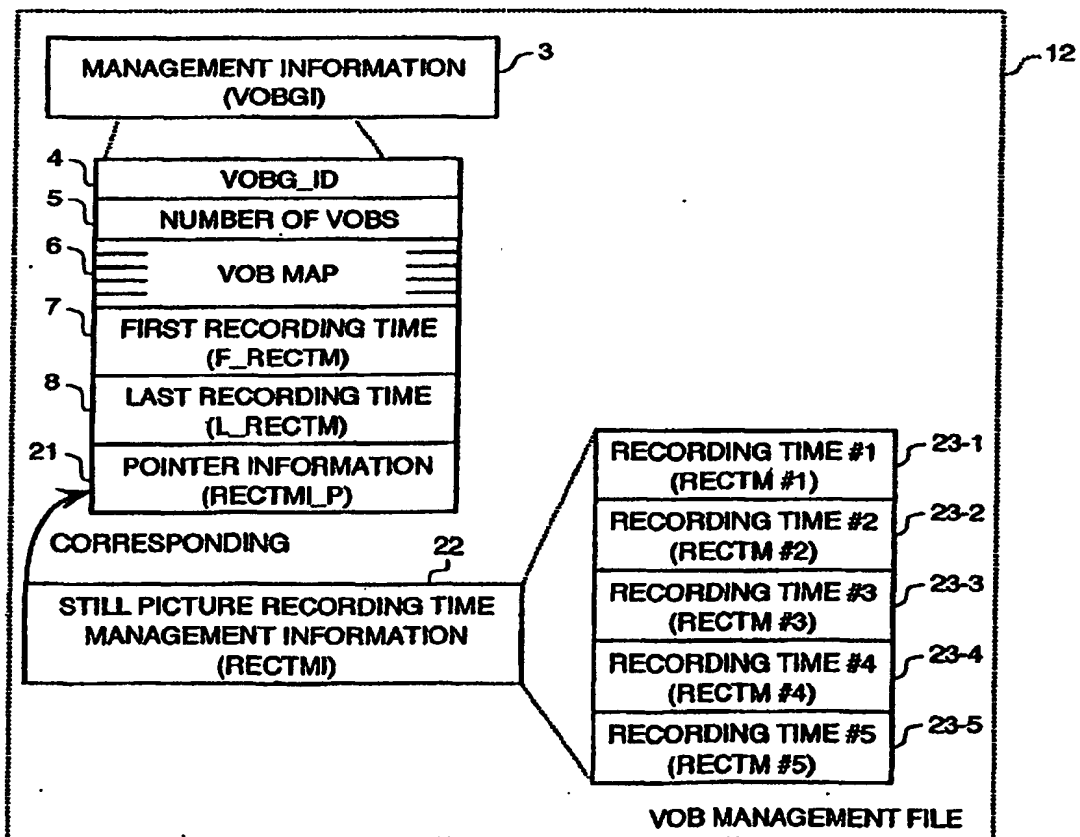 MANAGEMENT INFORMATION
(VOBGI)
3
12
4
VOBG_ID
5
NUMBER OF VOBS
6
VOB MAP
7
FIRST RECORDING TIME
(F_RECTM)
8
LAST RECORDING TIME
(L_RECTM)
21
POINTER INFORMATION
(RECTMI_P)
CORRESPONDING
22
STILL PICTURE RECORDING TIME
MANAGEMENT INFORMATION
(RECTMI)
RECORDING TIME #1
(RECTM #1)
23-1
RECORDING TIME #2
(RECTM #2)
23-2
RECORDING TIME #3
(RECTM #3)
23-3
RECORDING TIME #4
(RECTM #4)
23-4
RECORDING TIME #5
(RECTM #5)
23-5
VOB MANAGEMENT FILE